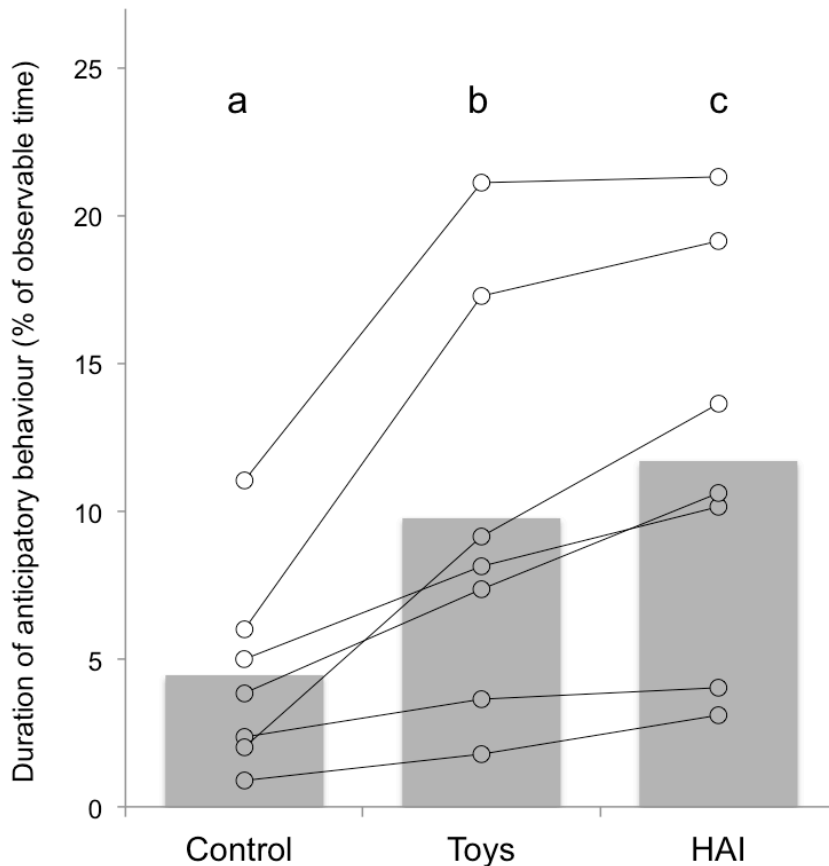 Duration of anticipatory behaviour (% of observable time)
25
20
15
10
5
0
a b c
Control Toys HAI